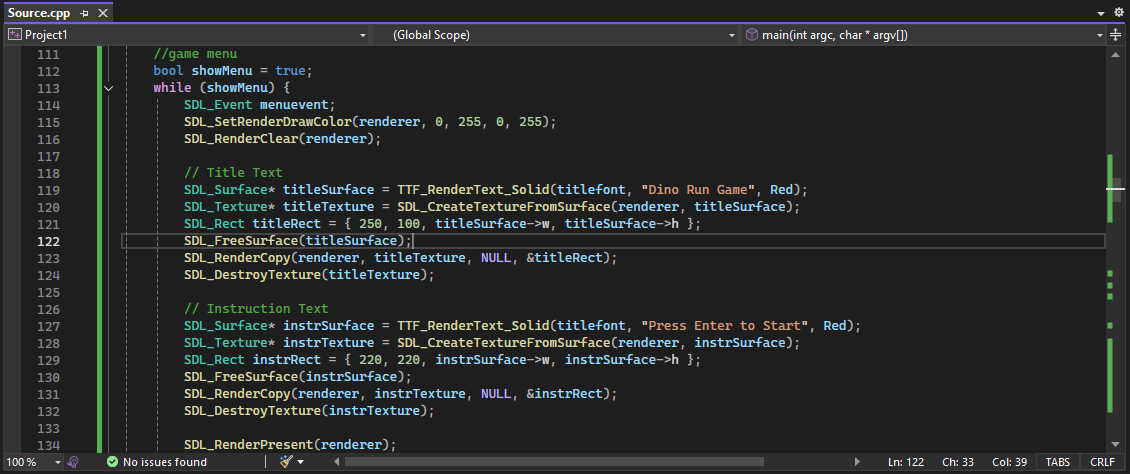 Source.cpp
Project1 (Global Scope) main(int argc, char * argv[])
111 //game menu
112 bool showMenu = true;
113 while (showMenu) {
114 SDL_Event menuevent;
115 SDL_SetRenderDrawColor(renderer, 0, 255, 0, 255);
116 SDL_RenderClear(renderer);
117
118 // Title Text
119 SDL_Surface* titleSurface = TTF_RenderText_Solid(titlefont, "Dino Run Game", Red);
120 SDL_Texture* titleTexture = SDL_CreateTextureFromSurface(renderer, titleSurface);
121 SDL_Rect titleRect = { 250, 100, titleSurface->w, titleSurface->h };
122 SDL_FreeSurface(titleSurface);
123 SDL_RenderCopy(renderer, titleTexture, NULL, &titleRect);
124 SDL_DestroyTexture(titleTexture);
125
126 // Instruction Text
127 SDL_Surface* instrSurface = TTF_RenderText_Solid(titlefont, "Press Enter to Start", Red);
128 SDL_Texture* instrTexture = SDL_CreateTextureFromSurface(renderer, instrSurface);
129 SDL_Rect instrRect = { 220, 220, instrSurface->w, instrSurface->h };
130 SDL_FreeSurface(instrSurface);
131 SDL_RenderCopy(renderer, instrTexture, NULL, &instrRect);
132 SDL_DestroyTexture(instrTexture);
133
134 SDL_RenderPresent(renderer);
100 % No issues found Ln: 122 Ch: 33 Col: 39 TABS CRLF